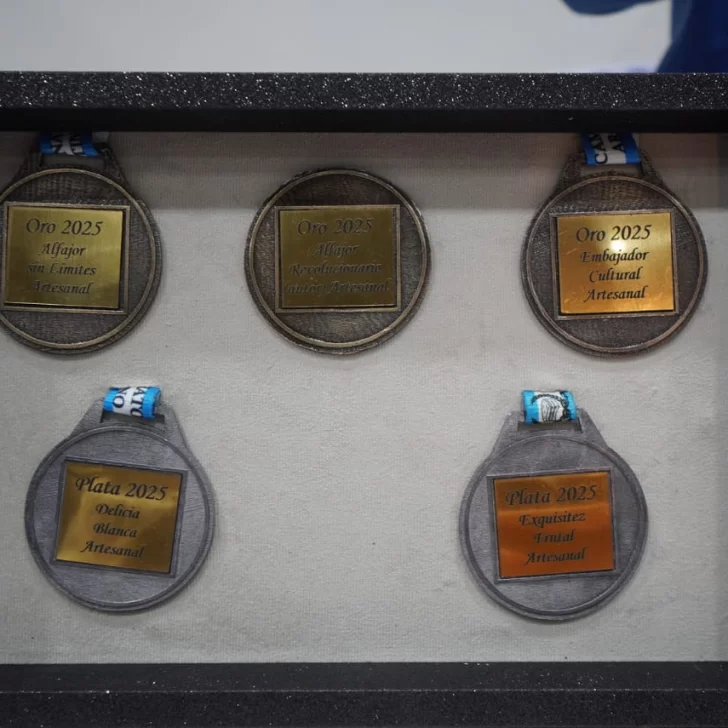 Oro 2025
Alfajor
sin Límites
Artesanal
Oro 2025
Alfajor
Revolucionario
Artesanal
Oro 2025
Embajador
Cultural
Artesanal
Plata 2025
Delicia
Blanca
Artesanal
Plata 2025
Exquisitez
Frutal
Artesanal